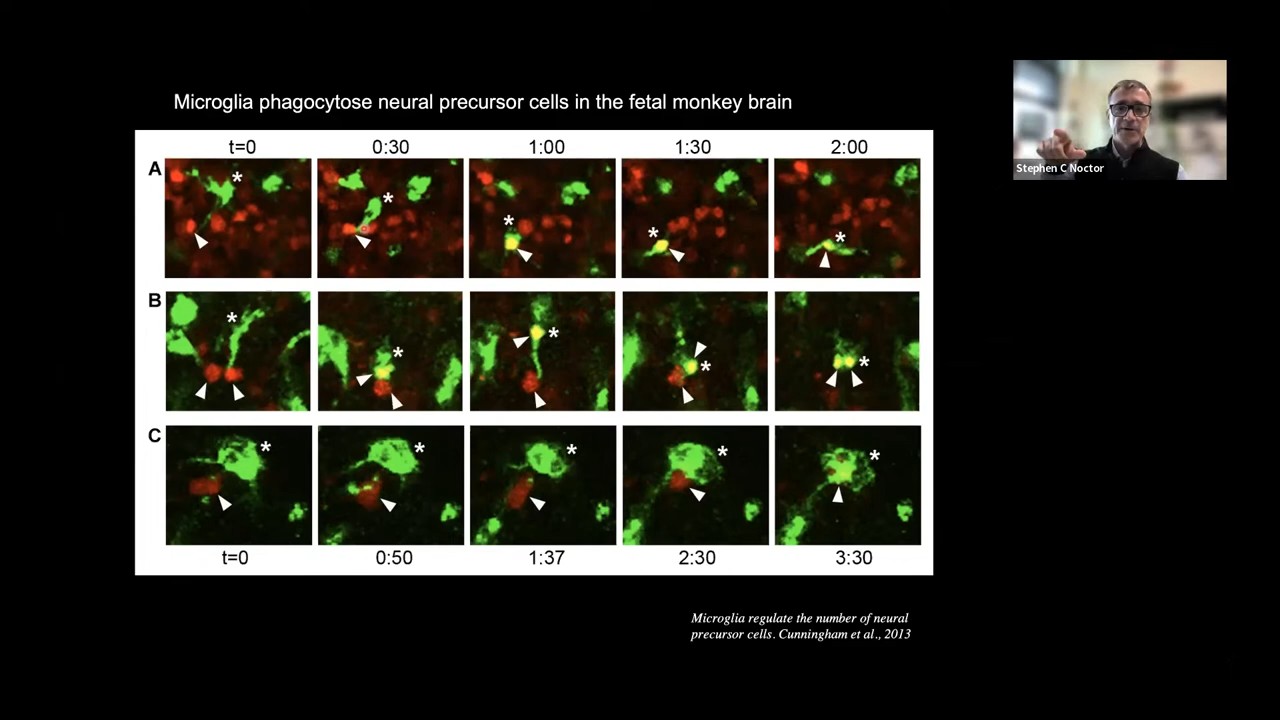 Microglia phagocytose neural precursor cells in the fetal monkey brain
Stephen C Noctor
t=0 0:30 1:00 1:30 2:00
A
* * * * *
B
* * * * *
C
* * * * *
t=0 0:50 1:37 2:30 3:30
Microglia regulate the number of neural
precursor cells. Cunningham et al., 2013